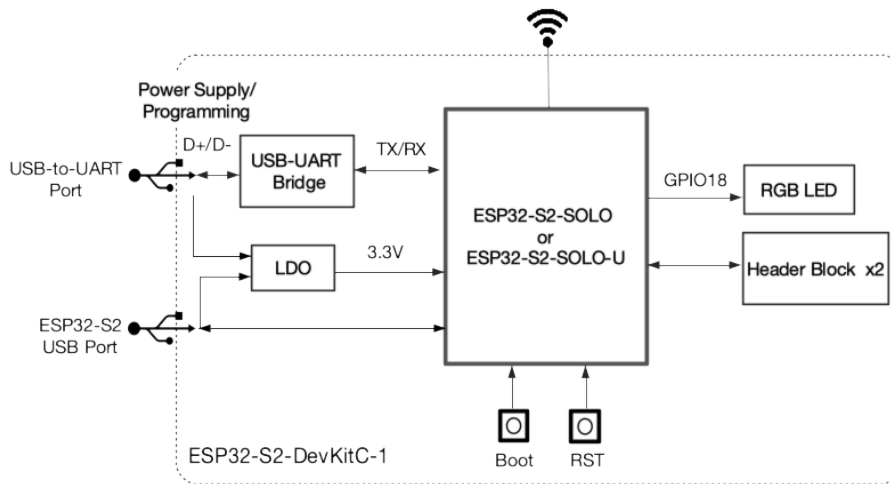 Power Supply/
Programming
D+/D-
USB-to-UART
Port
USB-UART
Bridge
TX/RX
ESP32-S2-SOLO
or
ESP32-S2-SOLO-U
GPIO18
RGB LED
LDO
3.3V
Header Block x2
ESP32-S2
USB Port
ESP32-S2-DevKitC-1
Boot
RST